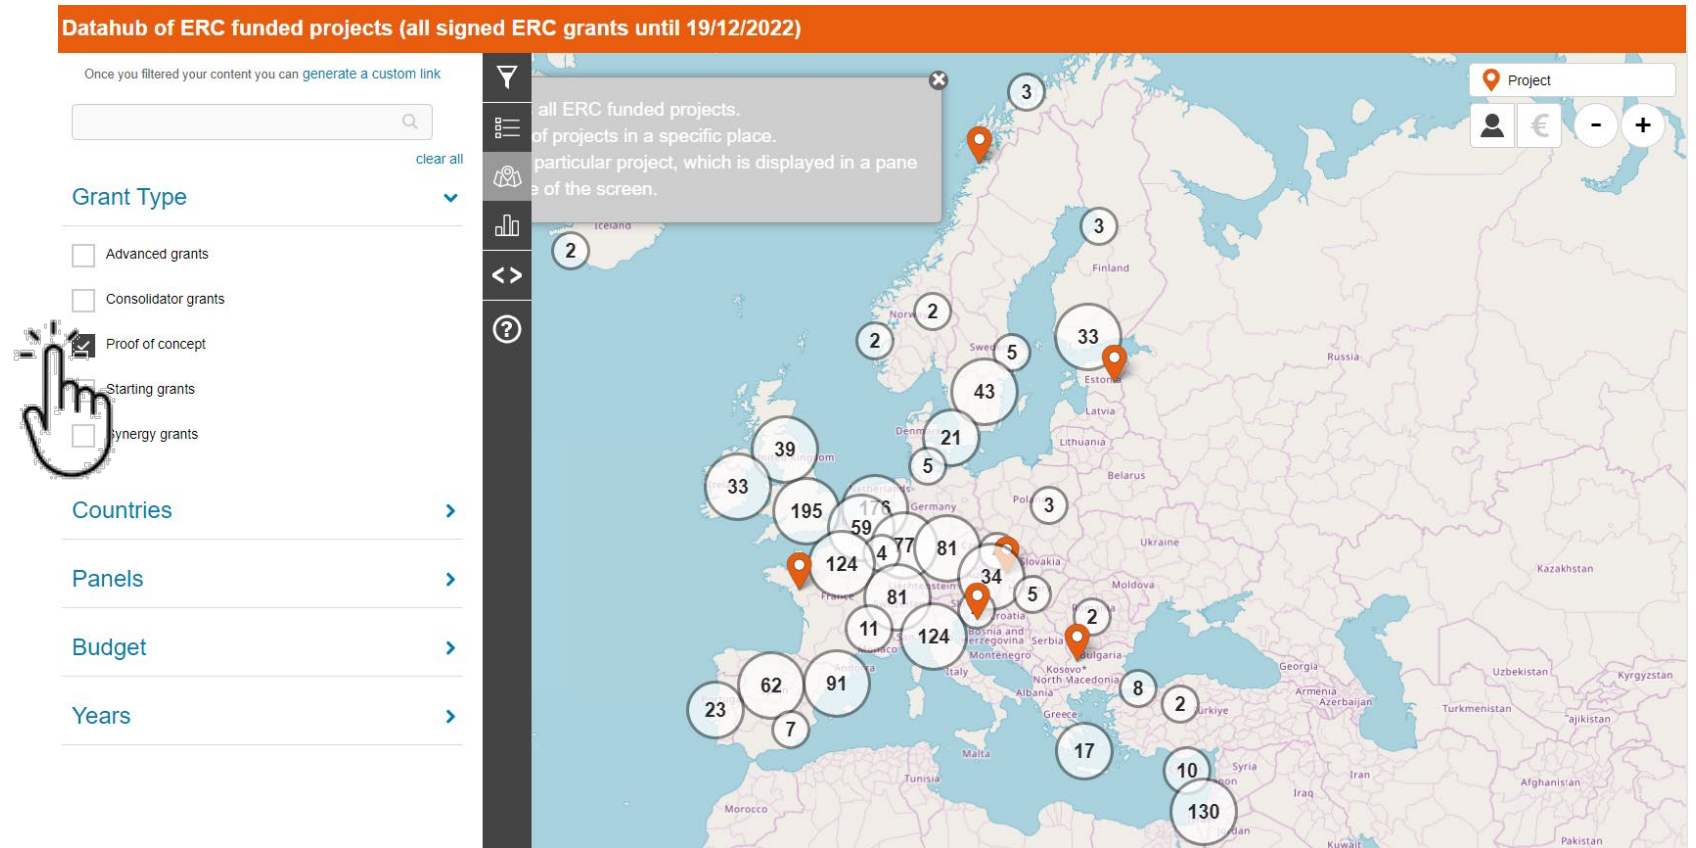 Datahub of ERC funded projects (all signed ERC grants until 19/12/2022)
Once you filtered your content you can generate a custom link
clear all
Grant Type
Advanced grants
Consolidator grants
Proof of concept
Starting grants
Synergy grants
Countries
Panels
Budget
Years
all ERC funded projects.
of projects in a specific place.
particular project, which is displayed in a pane
of the screen.
Project
€
-
+
3
Iceland
2
3
Finland
2
Norw
2
33
5
Swed
Russia
Estonia
43
Latvia
Denm
21
Lithuania
39
5
Belarus
33
195
176
Germany
Pol
3
59
77
81
Ukraine
124
4
Slovakia
Kazakhstan
34
Moldova
France
81
5
Croatia
2
11
124
Bosnia and
Herzegovina
Serbia
Bulgaria
Monaco
Montenegro
Kosovo*
Georgia
Uzbekistan
Kyrgyzstan
Italy
North Macedonia
62
91
Andorra
Albania
8
Armenia
Azerbaijan
23
2
Türkiye
Turkmenistan
Tajikistan
Greece
7
17
Malta
10
Syria
Iran
Tunisia
Afghanistan
Morocco
130
Iraq
Jordan
Kuwait
Pakistan